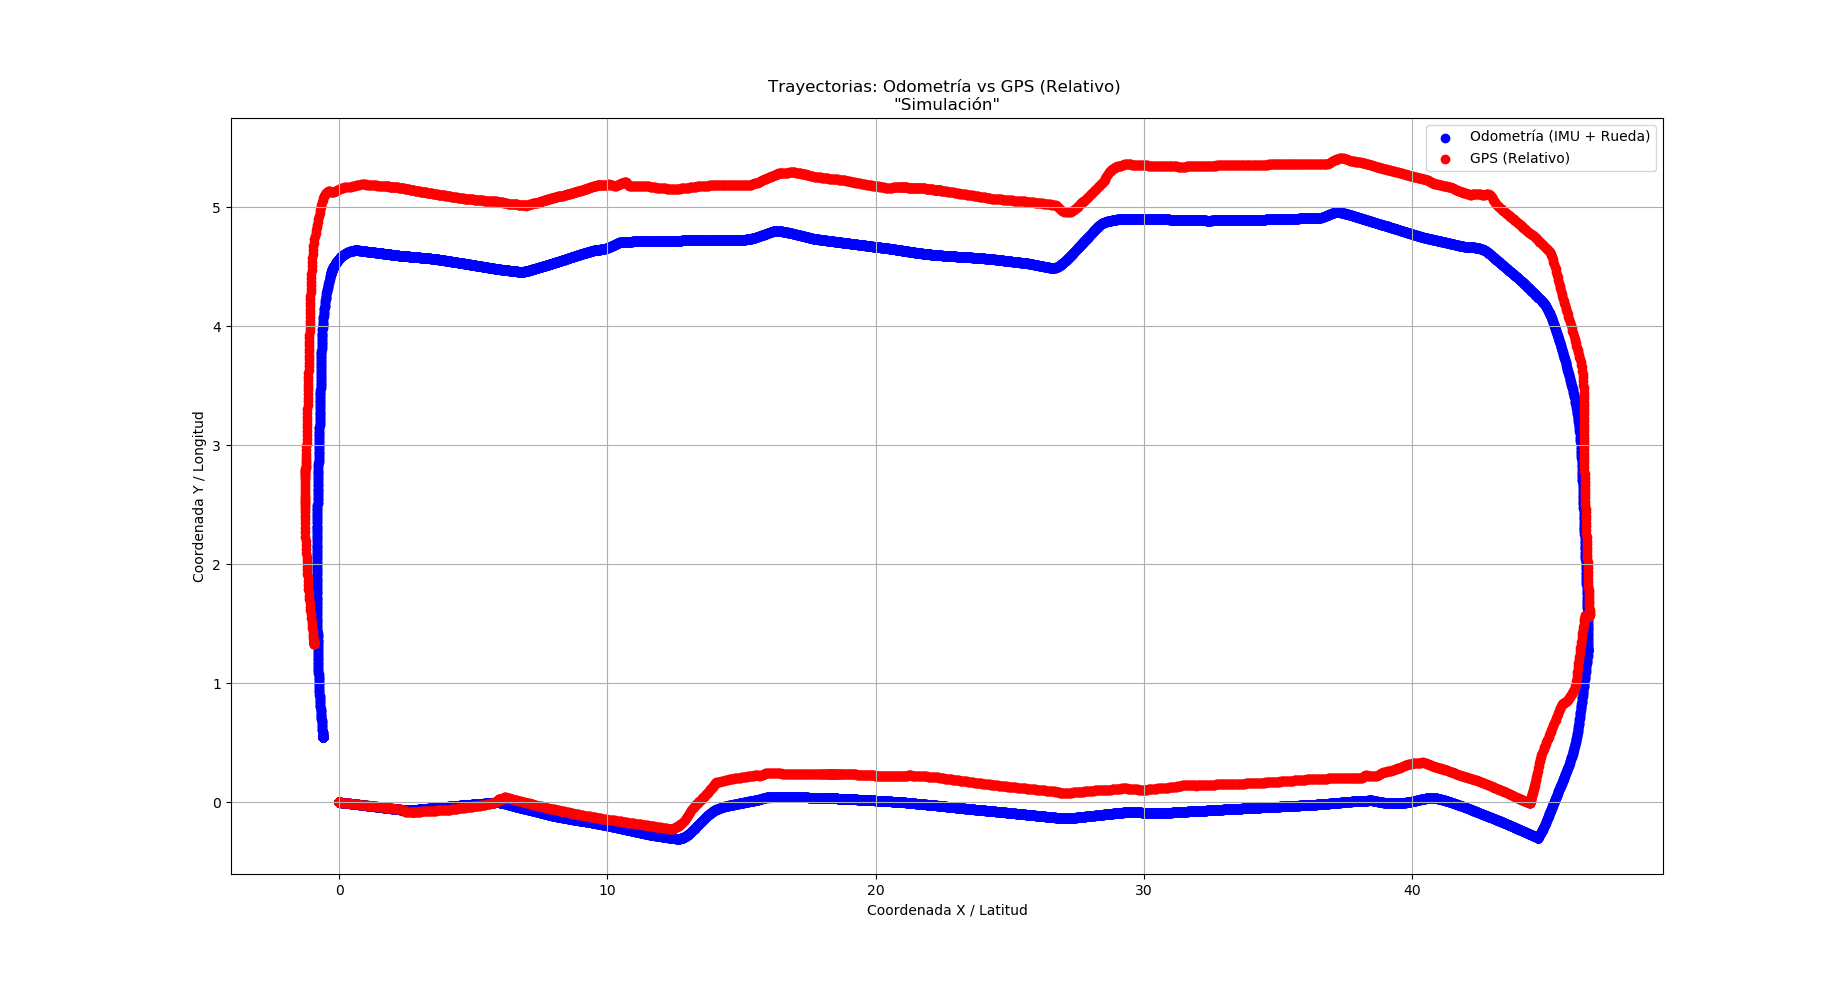 Trayectorias: Odometría vs GPS (Relativo)
"Simulación"
Odometría (IMU + Rueda)
GPS (Relativo)
Coordenada Y / Longitud
5
4
3
2
1
0
0
10
20
30
40
Coordenada X / Latitud